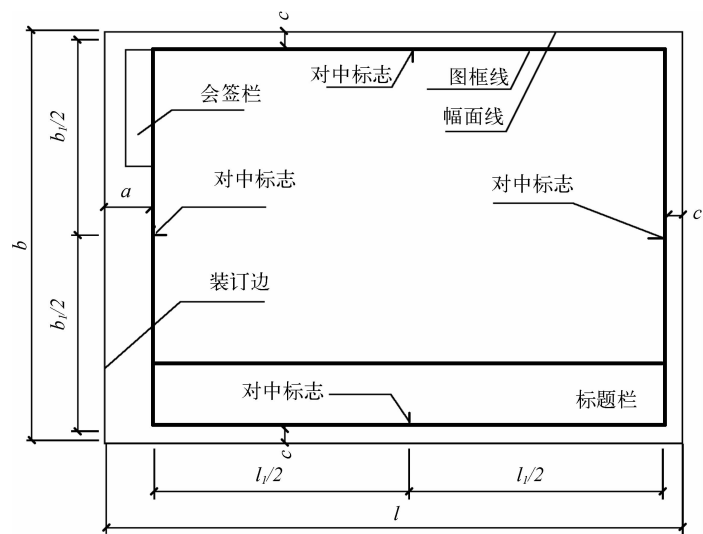 c
对中标志
图框线
会签栏
幅面线
b₁/2
a
对中标志
对中标志
c
b
装订边
b₁/2
对中标志
标题栏
c
l₁/2
l₁/2
l